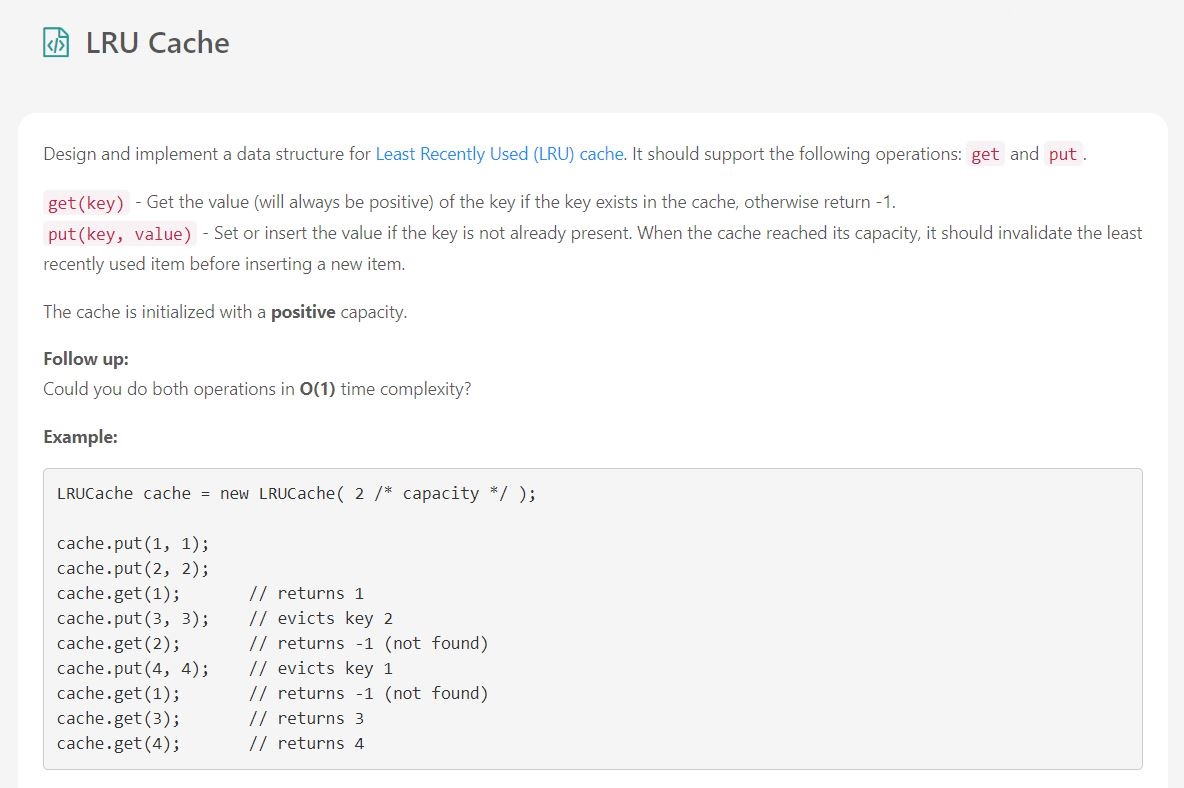 LRU Cache
Design and implement a data structure for Least Recently Used (LRU) cache. It should support the following operations: get and put.
get(key) - Get the value (will always be positive) of the key if the key exists in the cache, otherwise return -1.
put(key, value) - Set or insert the value if the key is not already present. When the cache reached its capacity, it should invalidate the least
recently used item before inserting a new item.
The cache is initialized with a positive capacity.
Follow up:
Could you do both operations in O(1) time complexity?
Example:
LRUCache cache = new LRUCache( 2 /* capacity */ );
cache.put(1, 1);
cache.put(2, 2);
cache.get(1);       // returns 1
cache.put(3, 3);    // evicts key 2
cache.get(2);       // returns -1 (not found)
cache.put(4, 4);    // evicts key 1
cache.get(1);       // returns -1 (not found)
cache.get(3);       // returns 3
cache.get(4);       // returns 4